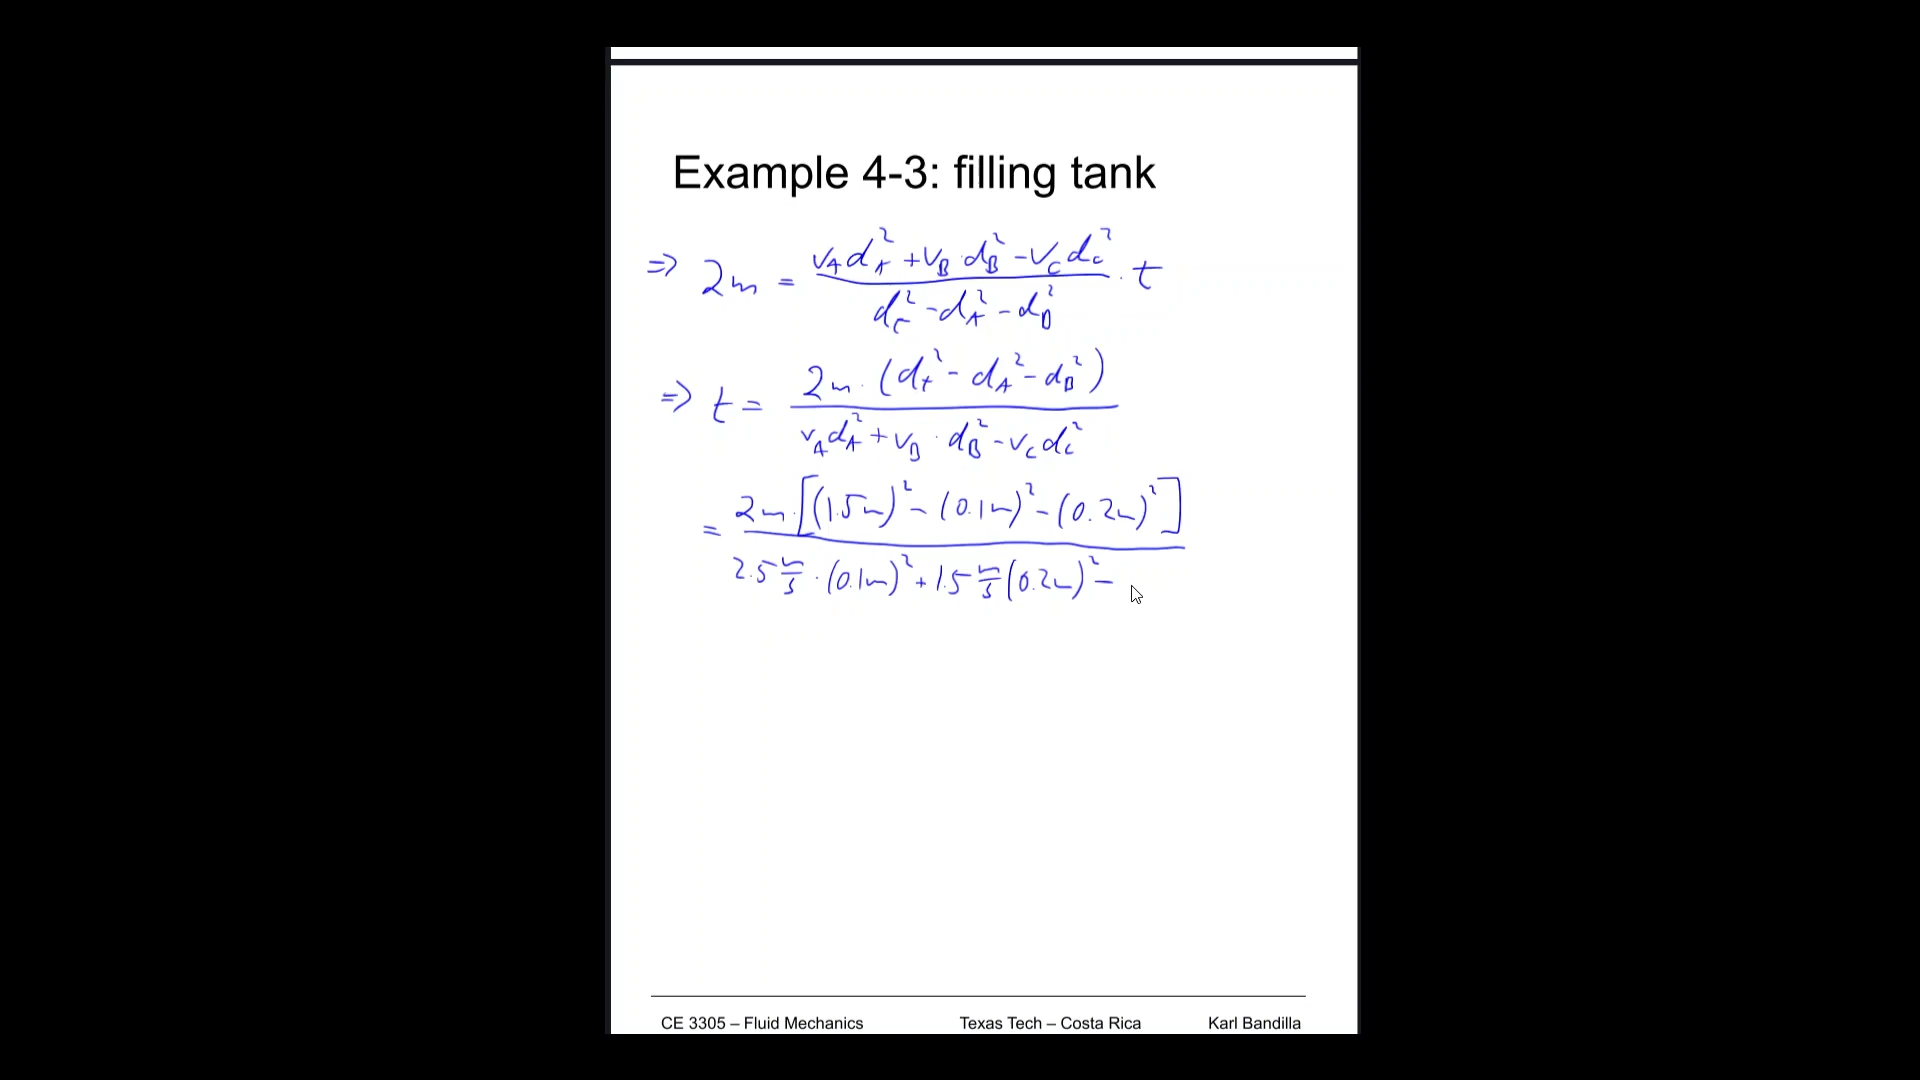 Example 4-3: filling tank
=> 2m = (v_A d_A² + v_B · d_B² - v_C d_C²) / (d_t² - d_A² - d_B²) · t
=> t = 2m · (d_t² - d_A² - d_B²) / (v_A d_A² + v_B · d_B² - v_C d_C²)
= 2m · [(1.5m)² - (0.1m)² - (0.2m)²] / 2.5 m/s · (0.1m)² + 1.5 m/s (0.2m)² -
CE 3305 – Fluid Mechanics Texas Tech – Costa Rica Karl Bandilla